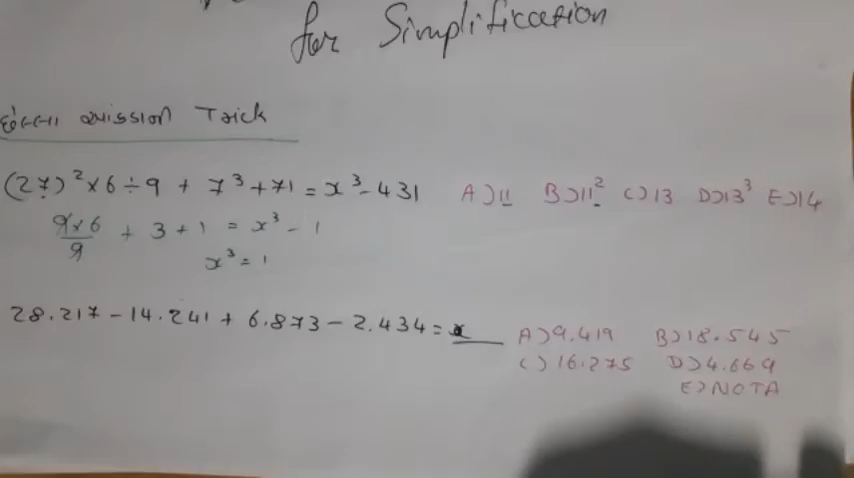 for Simplificcation
Omission Trick
(27)² × 6 ÷ 9 + 7³ + 71 = x³ - 431 A) 11 B) 11² C) 13 D) 13³ E) 14
9×6/9 + 3 + 1 = x³ - 1
x³ = 1
28.217 - 14.241 + 6.873 - 2.434 = x A) 9.419 B) 18.545
C) 16.275 D) 4.669
E) NOTA